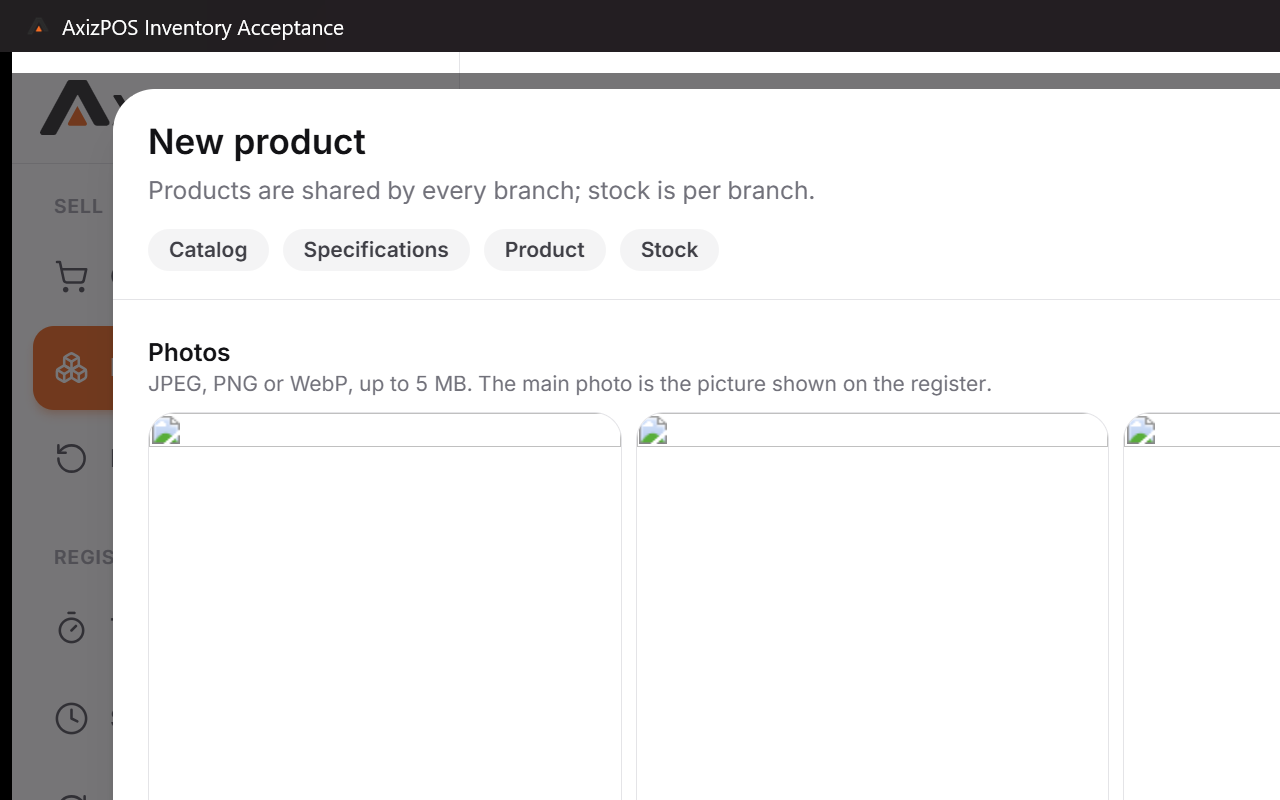 AxizPOS Inventory Acceptance
New product
Products are shared by every branch; stock is per branch.
SELL
Catalog
Specifications
Product
Stock
Photos
JPEG, PNG or WebP, up to 5 MB. The main photo is the picture shown on the register.
REGIS